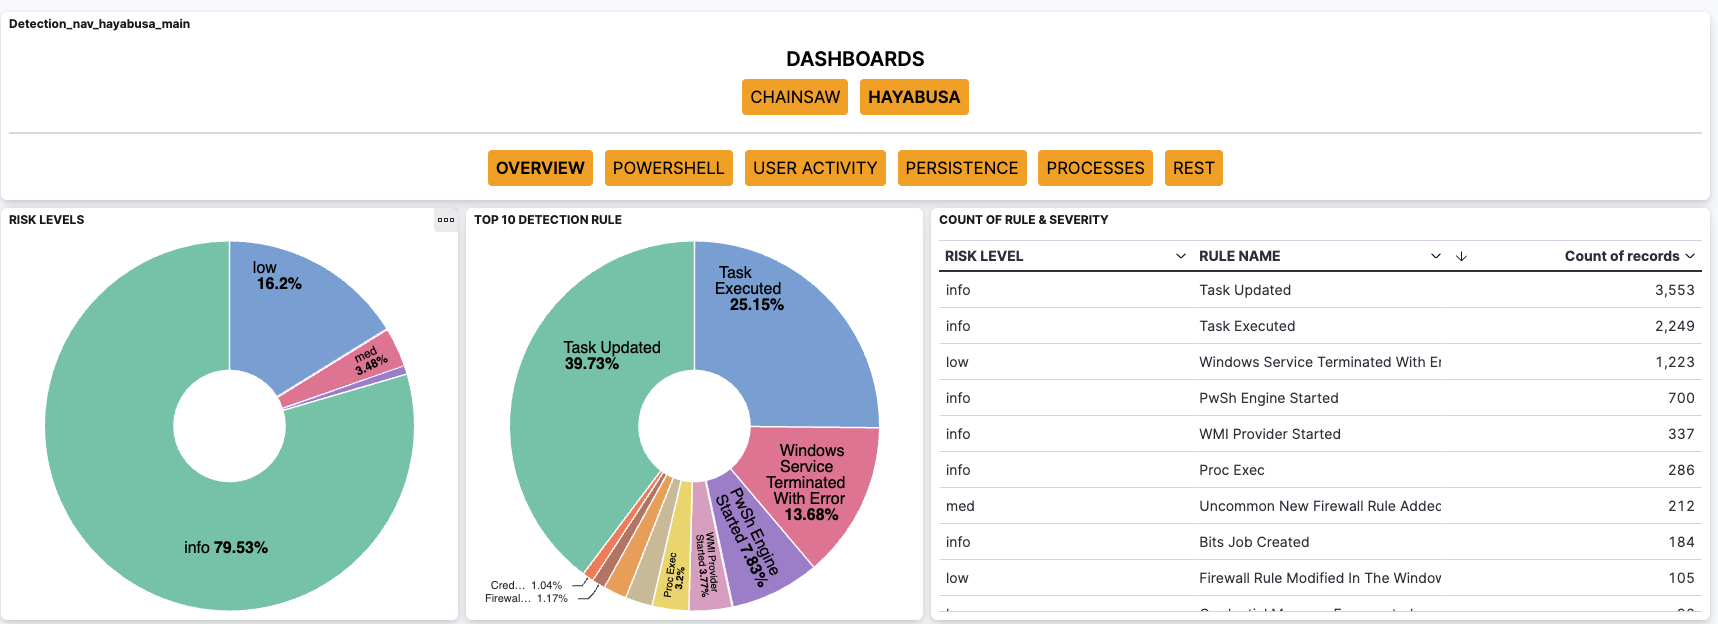 Detection_nav_hayabusa_main
DASHBOARDS
CHAINSAW HAYABUSA
OVERVIEW POWERSHELL USER ACTIVITY PERSISTENCE PROCESSES REST
RISK LEVELS
low
16.2%
med
3.48%
info 79.53%
TOP 10 DETECTION RULE
Task
Executed
25.15%
Task Updated
39.73%
Windows
Service
Terminated
With Error
13.68%
PwSh Engine
Started 7.83%
WMI Provider
Started 3.77%
Proc Exec
3.2%
Cred... 1.04%
Firewal... 1.17%
COUNT OF RULE & SEVERITY
RISK LEVEL RULE NAME Count of records
info Task Updated 3,553
info Task Executed 2,249
low Windows Service Terminated With Er 1,223
info PwSh Engine Started 700
info WMI Provider Started 337
info Proc Exec 286
med Uncommon New Firewall Rule Added 212
info Bits Job Created 184
low Firewall Rule Modified In The Window 105